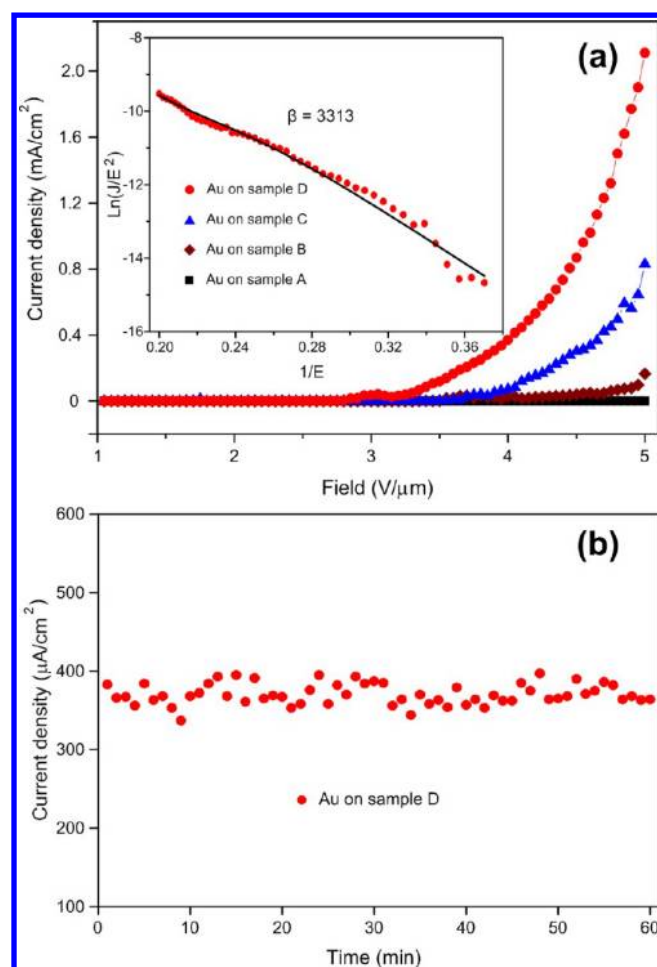 (a)
Current density (mA/cm²)
2.0
1.6
1.2
0.8
0.4
0
Ln(J/E²)
-8
-10
-12
-14
-16
β = 3313
Au on sample D
Au on sample C
Au on sample B
Au on sample A
0.20 0.24 0.28 0.32 0.36
1/E
1 2 3 4 5
Field (V/μm)
(b)
Current density (μA/cm²)
600
500
400
300
200
100
Au on sample D
0 10 20 30 40 50 60
Time (min)